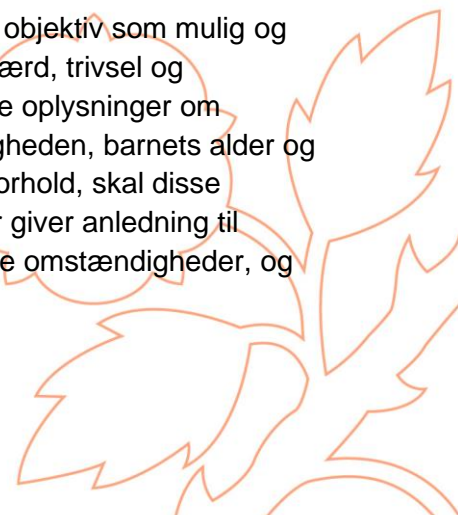 objektiv som mulig og
ærd, trivsel og
e oplysninger om
gheden, barnets alder og
orhold, skal disse
r giver anledning til
e omstændigheder, og